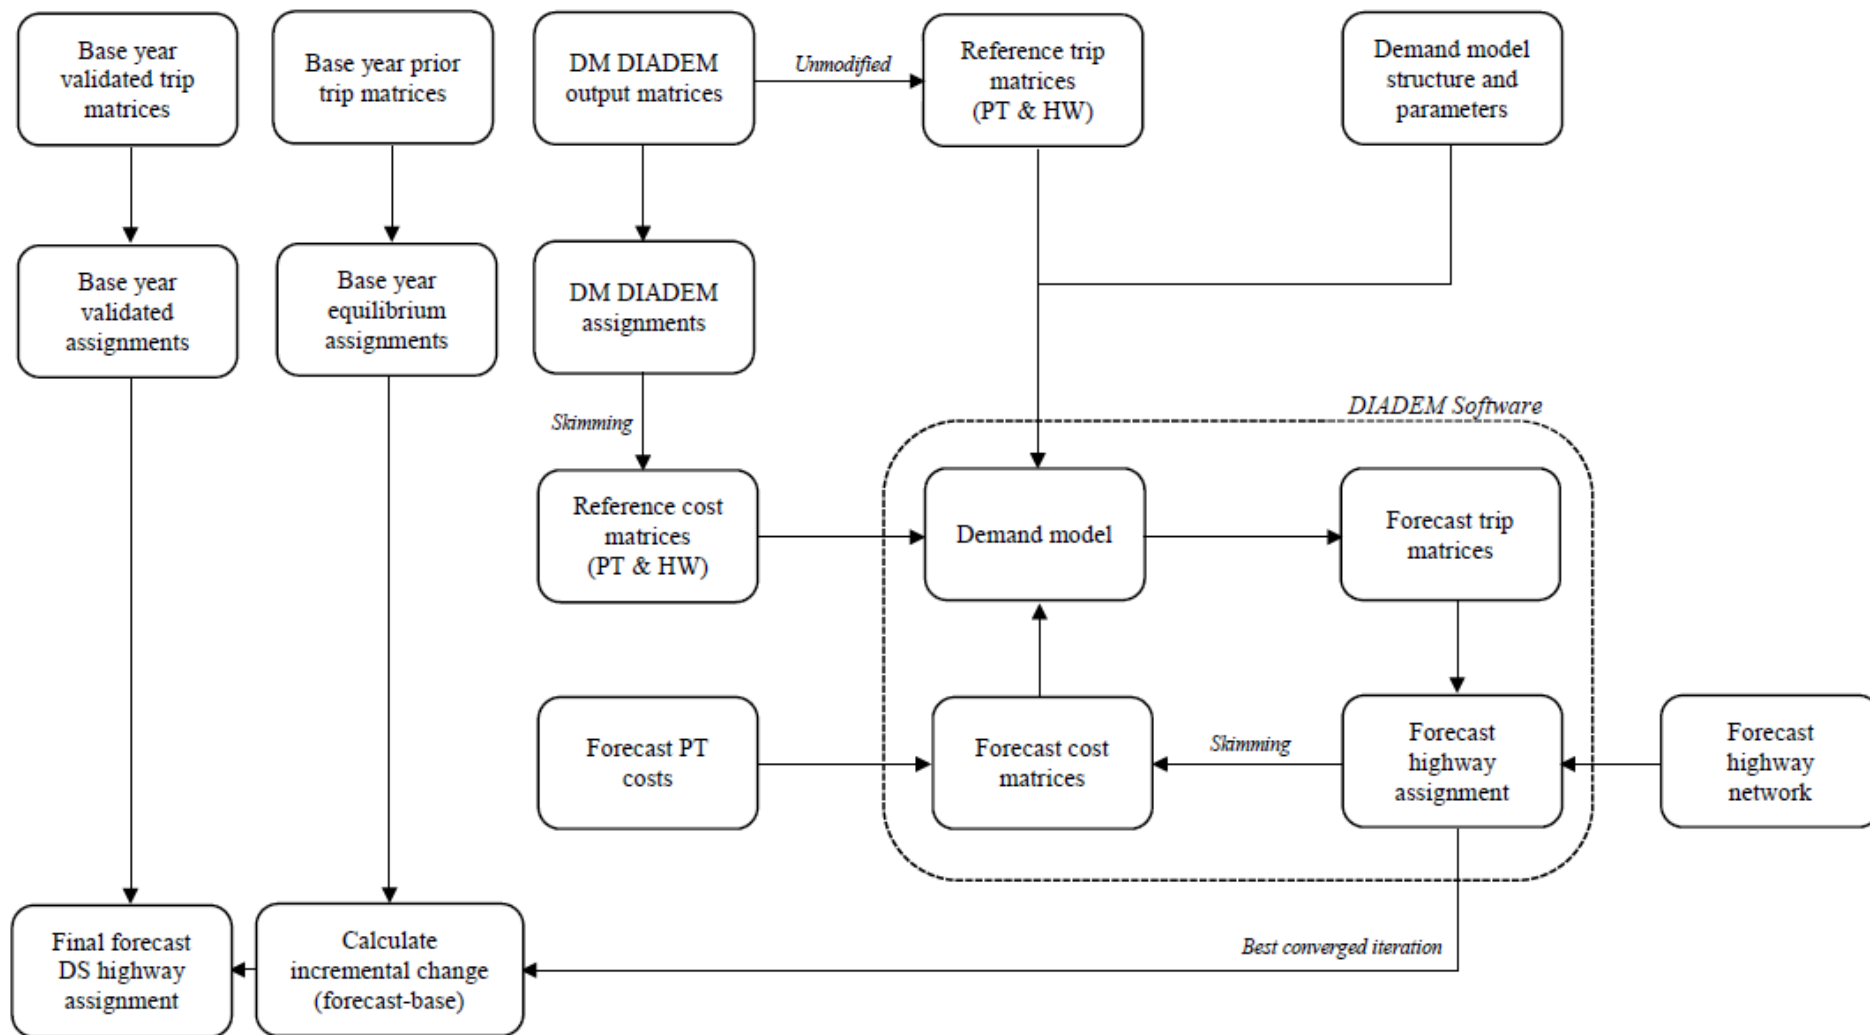 Base year
validated trip
matrices
Base year prior
trip matrices
DM DIADEM
output matrices
Unmodified
Reference trip
matrices
(PT & HW)
Demand model
structure and
parameters
Base year
validated
assignments
Base year
equilibrium
assignments
DM DIADEM
assignments
Skimming
DIADEM Software
Reference cost
matrices
(PT & HW)
Demand model
Forecast trip
matrices
Forecast PT
costs
Forecast cost
matrices
Skimming
Forecast
highway
assignment
Forecast
highway
network
Final forecast
DS highway
assignment
Calculate
incremental change
(forecast-base)
Best converged iteration